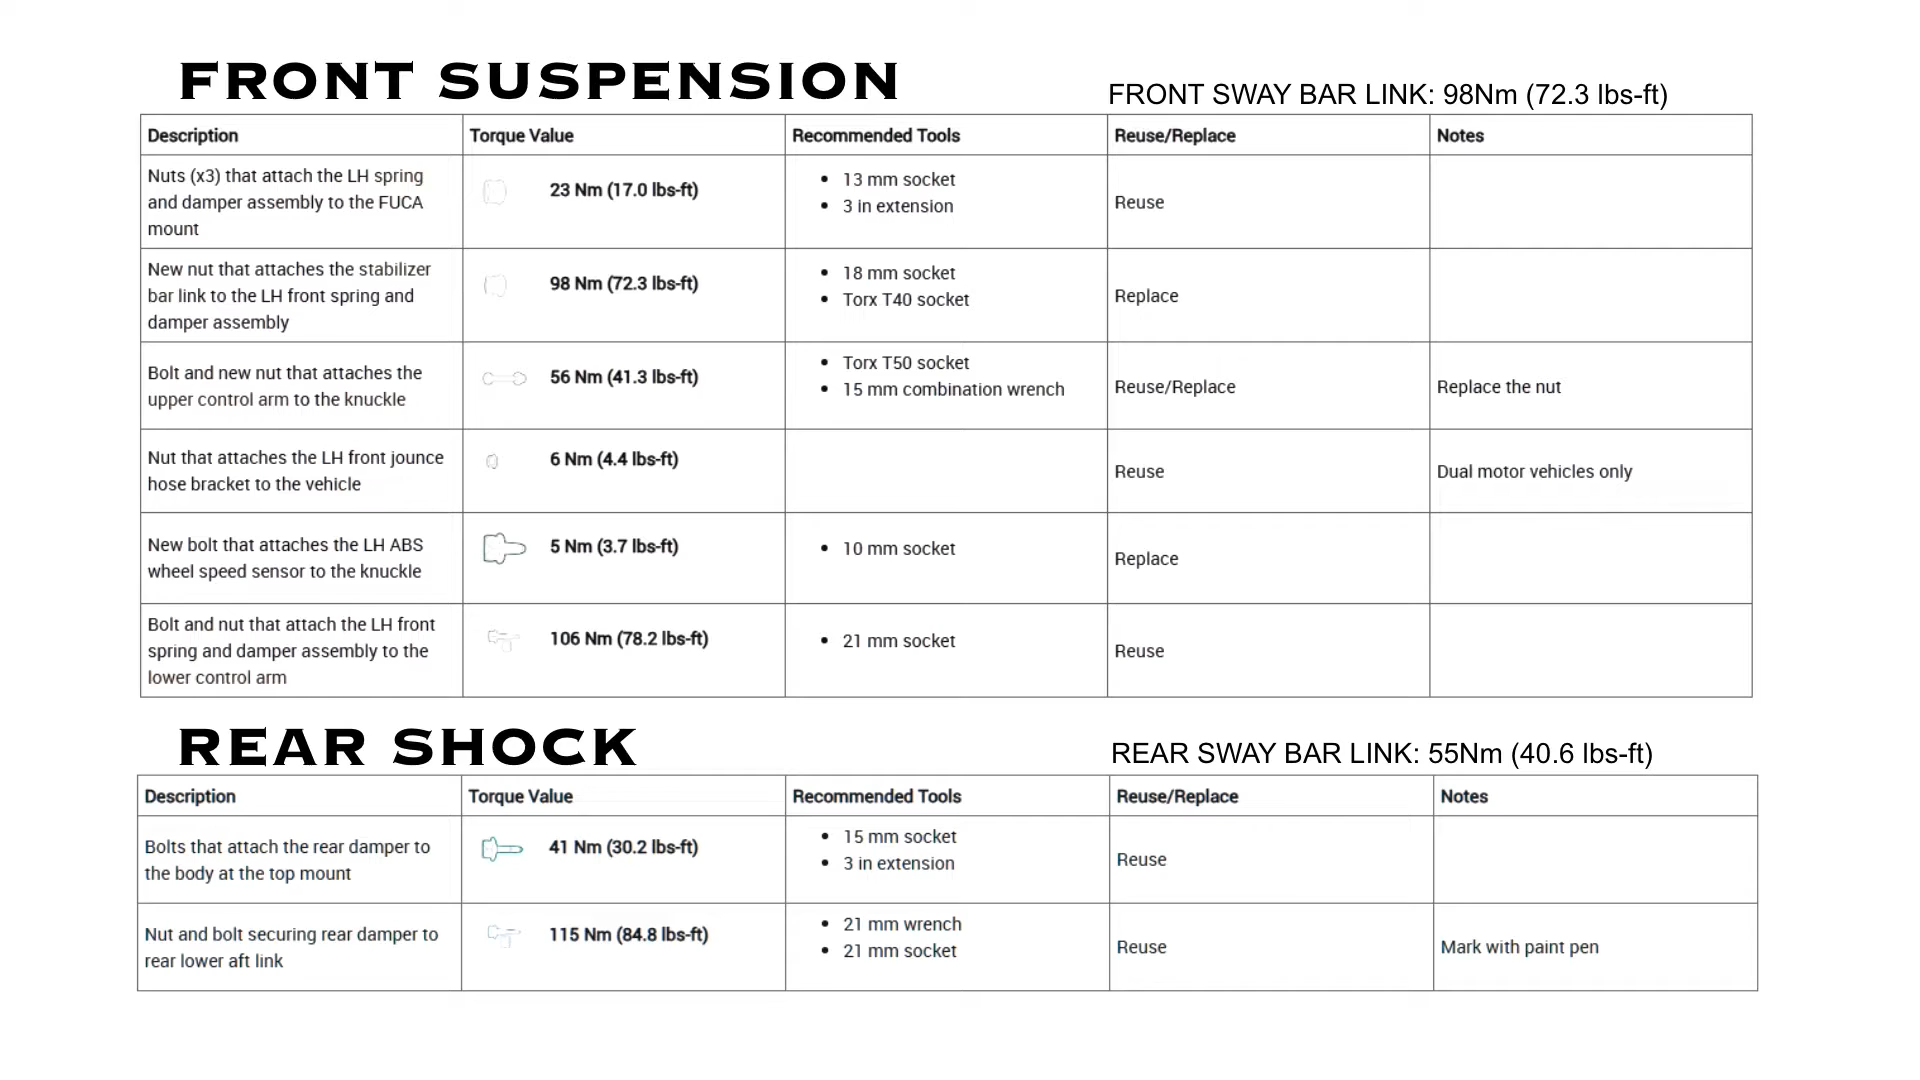 FRONT SUSPENSION
FRONT SWAY BAR LINK: 98Nm (72.3 lbs-ft)
Description Torque Value Recommended Tools Reuse/Replace Notes
Nuts (x3) that attach the LH spring
and damper assembly to the FUCA
mount
23 Nm (17.0 lbs-ft)
• 13 mm socket
• 3 in extension
Reuse
New nut that attaches the stabilizer
bar link to the LH front spring and
damper assembly
98 Nm (72.3 lbs-ft)
• 18 mm socket
• Torx T40 socket
Replace
Bolt and new nut that attaches the
upper control arm to the knuckle
56 Nm (41.3 lbs-ft)
• Torx T50 socket
• 15 mm combination wrench
Reuse/Replace
Replace the nut
Nut that attaches the LH front jounce
hose bracket to the vehicle
6 Nm (4.4 lbs-ft)
Reuse
Dual motor vehicles only
New bolt that attaches the LH ABS
wheel speed sensor to the knuckle
5 Nm (3.7 lbs-ft)
• 10 mm socket
Replace
Bolt and nut that attach the LH front
spring and damper assembly to the
lower control arm
106 Nm (78.2 lbs-ft)
• 21 mm socket
Reuse
REAR SHOCK
REAR SWAY BAR LINK: 55Nm (40.6 lbs-ft)
Description Torque Value Recommended Tools Reuse/Replace Notes
Bolts that attach the rear damper to
the body at the top mount
41 Nm (30.2 lbs-ft)
• 15 mm socket
• 3 in extension
Reuse
Nut and bolt securing rear damper to
rear lower aft link
115 Nm (84.8 lbs-ft)
• 21 mm wrench
• 21 mm socket
Reuse
Mark with paint pen